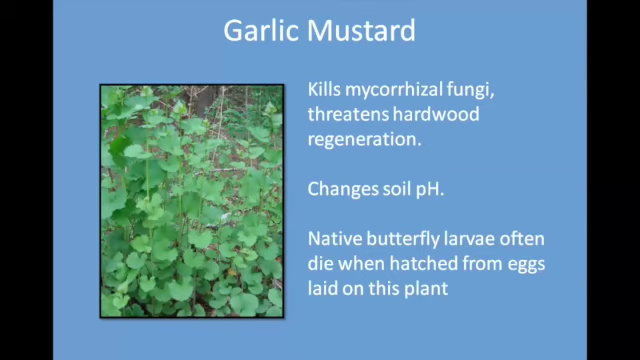 Garlic Mustard
Kills mycorrhizal fungi,
threatens hardwood
regeneration.
Changes soil pH.
Native butterfly larvae often
die when hatched from eggs
laid on this plant